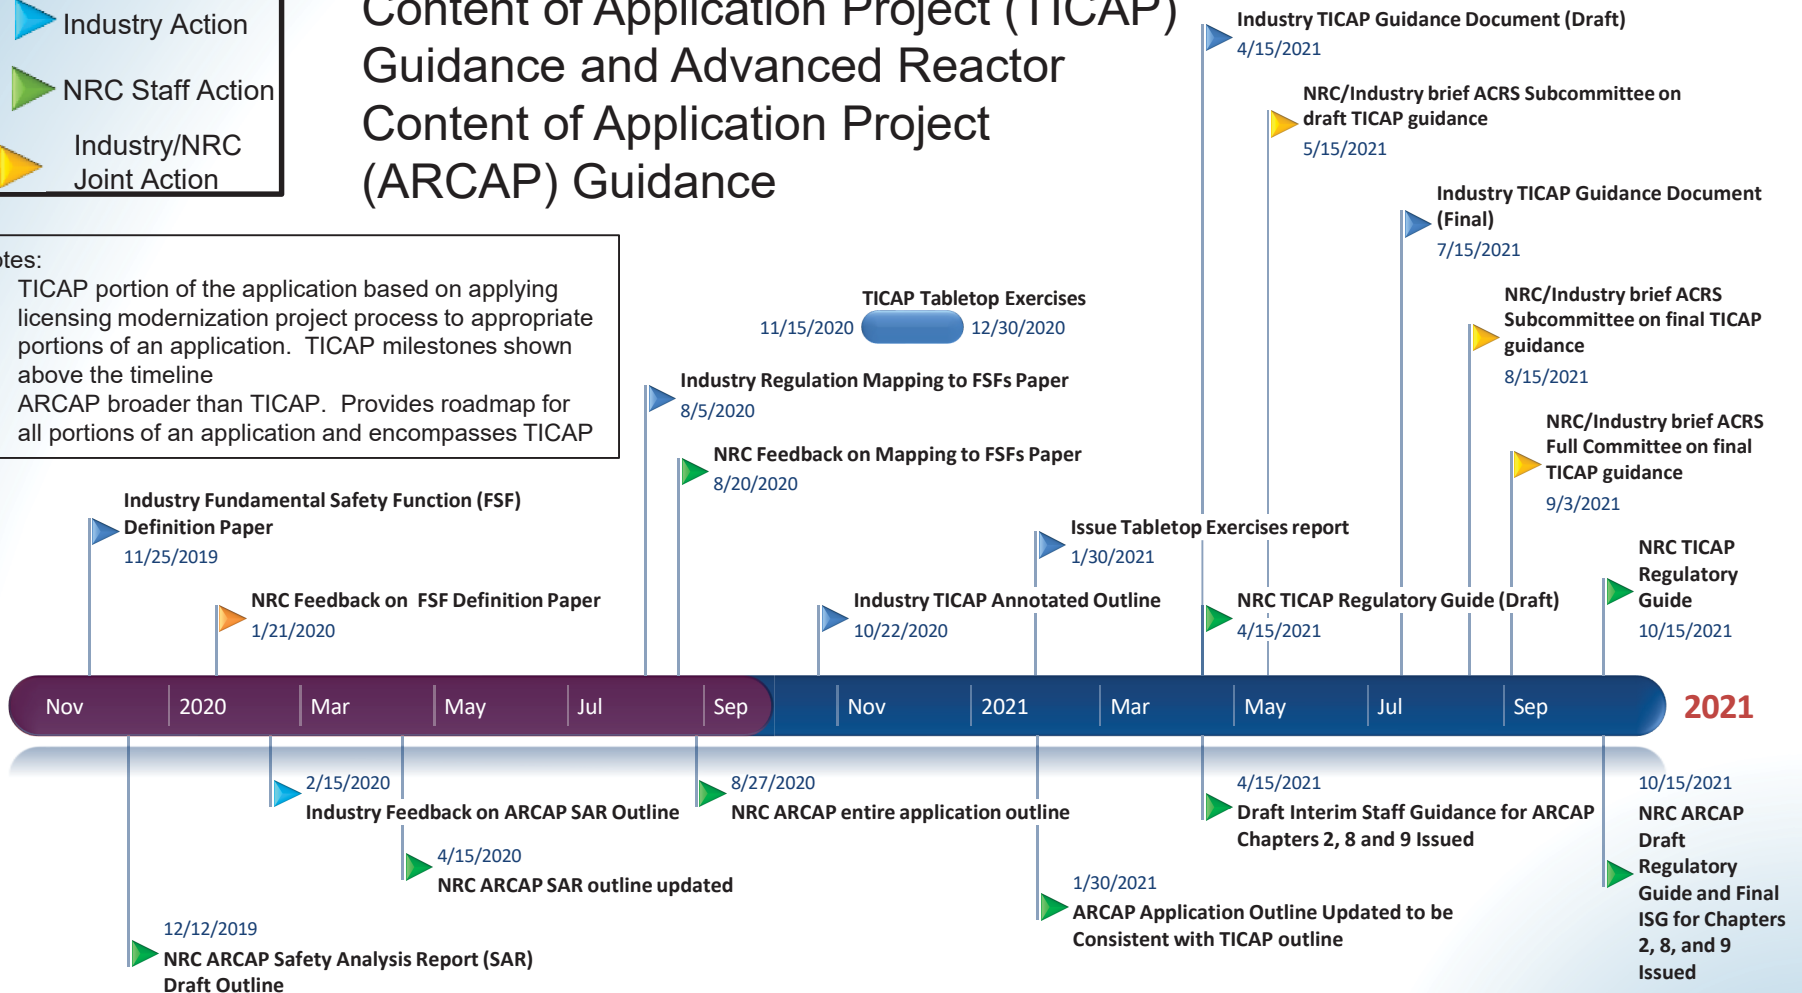 Industry Action
NRC Staff Action
Industry/NRC
Joint Action
Content of Application Project (TICAP)
Guidance and Advanced Reactor
Content of Application Project
(ARCAP) Guidance
TICAP portion of the application based on applying
licensing modernization project process to appropriate
portions of an application. TICAP milestones shown
above the timeline
ARCAP broader than TICAP. Provides roadmap for
all portions of an application and encompasses TICAP
Industry TICAP Guidance Document (Draft)
4/15/2021
NRC/Industry brief ACRS Subcommittee on
draft TICAP guidance
5/15/2021
Industry TICAP Guidance Document
(Final)
7/15/2021
TICAP Tabletop Exercises
11/15/2020
12/30/2020
NRC/Industry brief ACRS
Subcommittee on final TICAP
guidance
8/15/2021
Industry Regulation Mapping to FSFs Paper
8/5/2020
NRC Feedback on Mapping to FSFs Paper
8/20/2020
NRC/Industry brief ACRS
Full Committee on final
TICAP guidance
9/3/2021
Industry Fundamental Safety Function (FSF)
Definition Paper
11/25/2019
Issue Tabletop Exercises report
1/30/2021
NRC TICAP
Regulatory
Guide
10/15/2021
NRC Feedback on FSF Definition Paper
1/21/2020
Industry TICAP Annotated Outline
10/22/2020
NRC TICAP Regulatory Guide (Draft)
4/15/2021
Nov
2020
Mar
May
Jul
Sep
Nov
2021
Mar
May
Jul
Sep
2021
2/15/2020
Industry Feedback on ARCAP SAR Outline
8/27/2020
NRC ARCAP entire application outline
4/15/2021
Draft Interim Staff Guidance for ARCAP
Chapters 2, 8 and 9 Issued
10/15/2021
NRC ARCAP
Draft
Regulatory
Guide and Final
ISG for Chapters
2, 8, and 9
Issued
4/15/2020
NRC ARCAP SAR outline updated
1/30/2021
ARCAP Application Outline Updated to be
Consistent with TICAP outline
12/12/2019
NRC ARCAP Safety Analysis Report (SAR)
Draft Outline